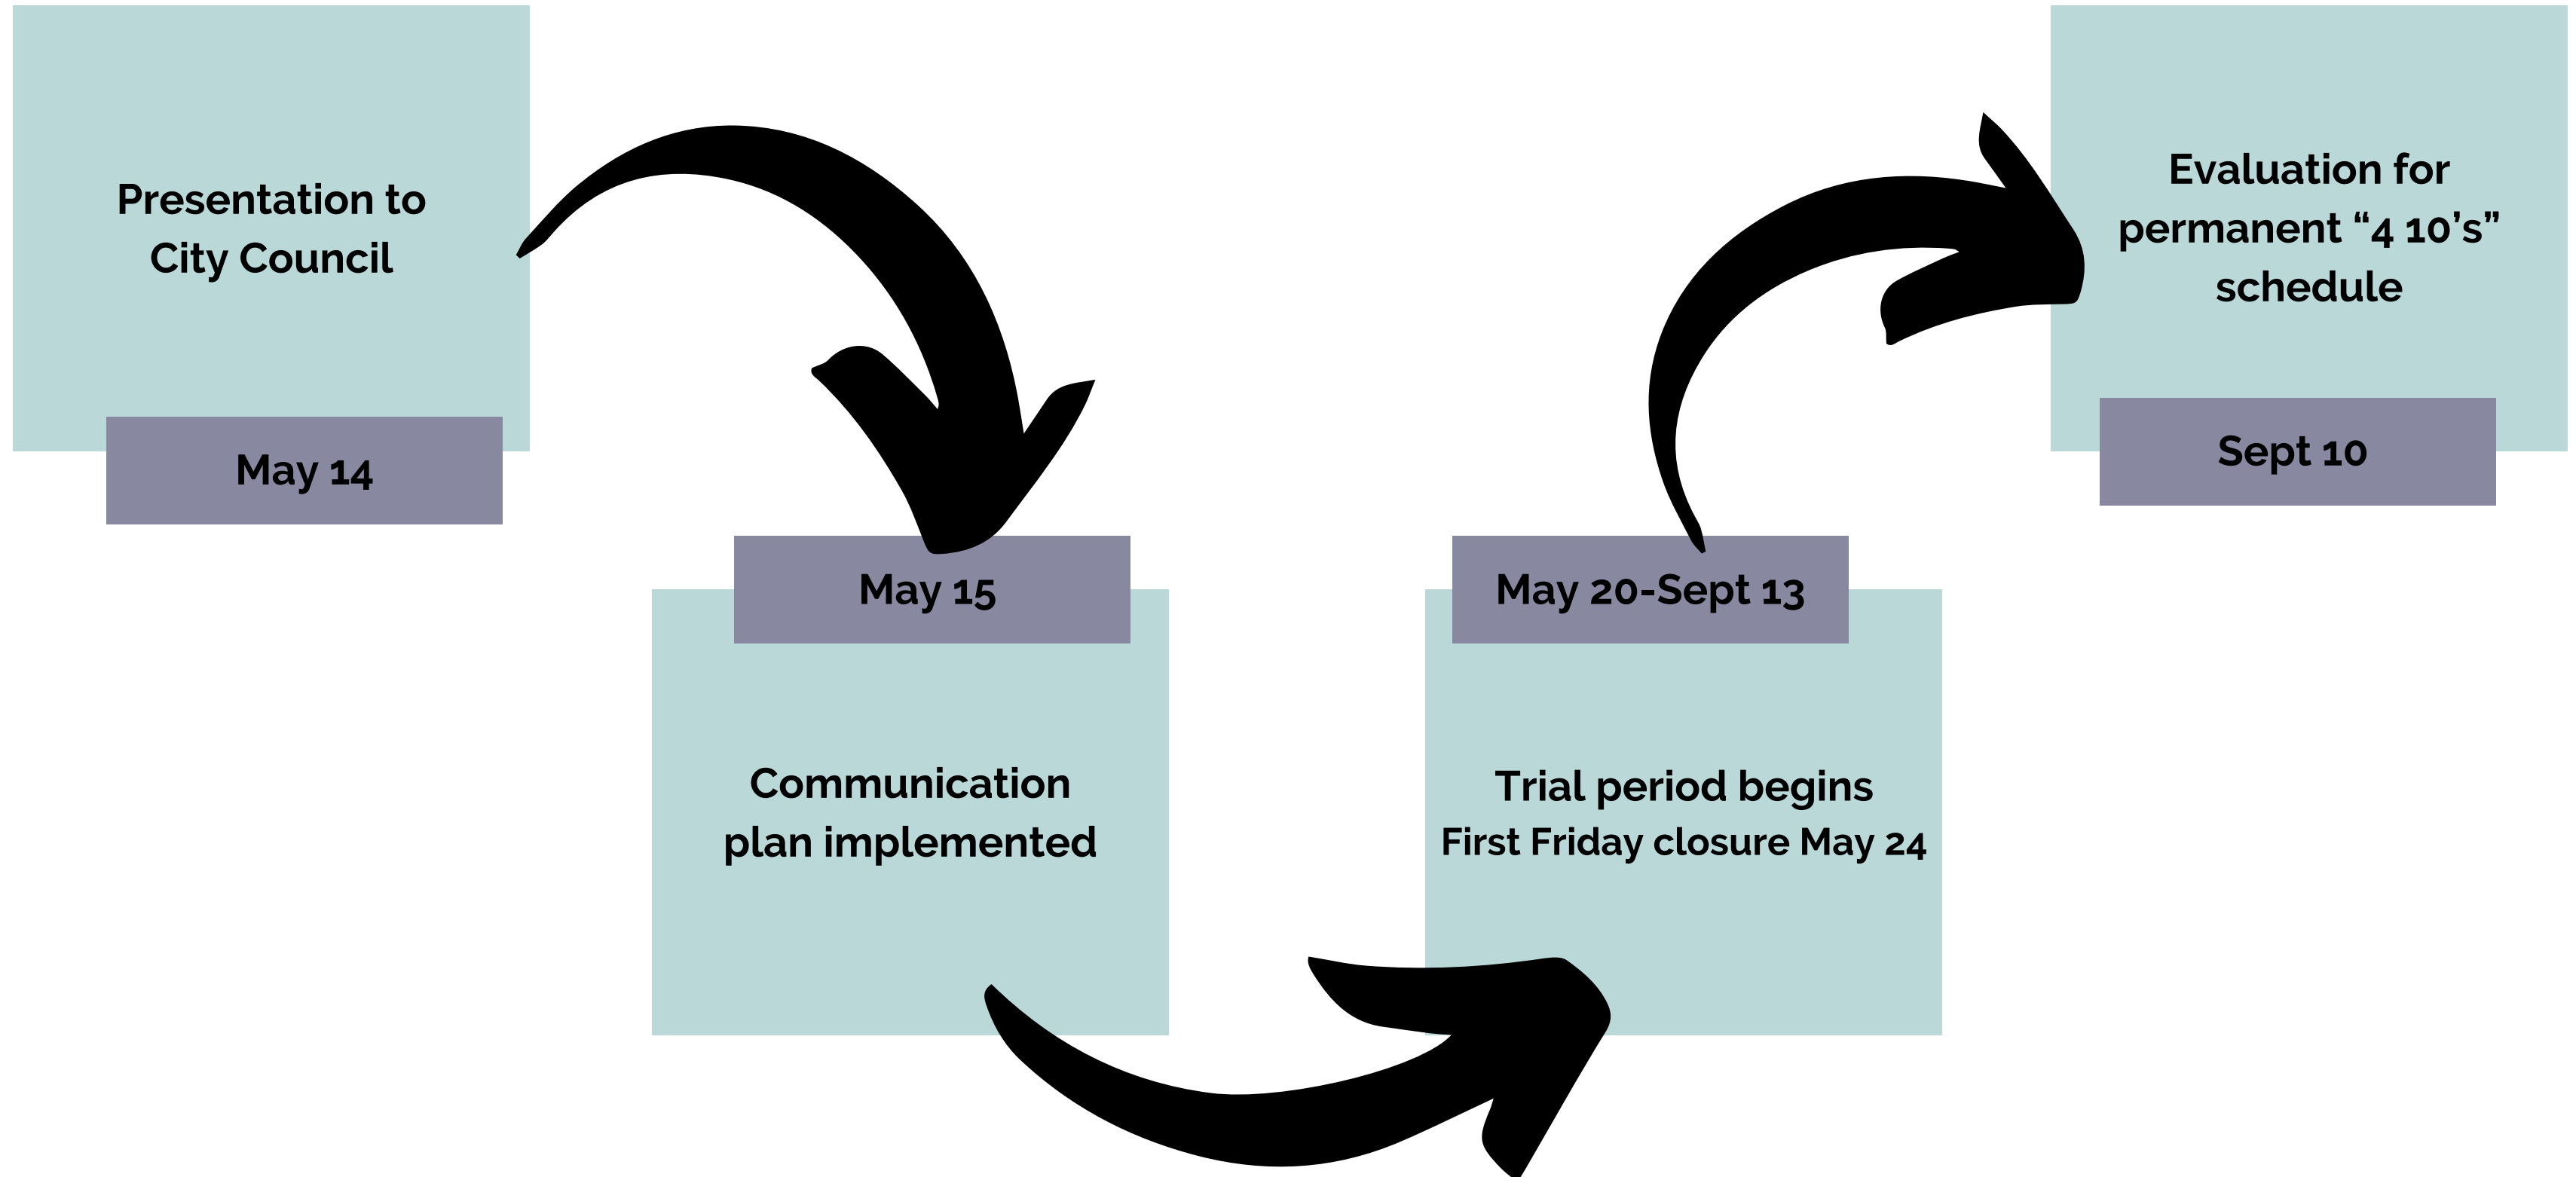 Presentation to
City Council
May 14
May 15
Communication
plan implemented
May 20-Sept 13
Trial period begins
First Friday closure May 24
Evaluation for
permanent “4 10’s”
schedule
Sept 10